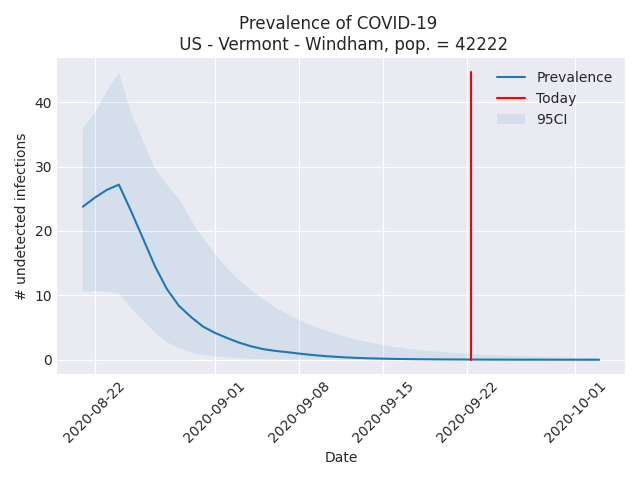 Prevalence of COVID-19
US - Vermont - Windham, pop. = 42222
Prevalence
Today
95CI
# undetected infections
40
30
20
10
0
2020-08-22
2020-09-01
2020-09-08
2020-09-15
2020-09-22
2020-10-01
Date